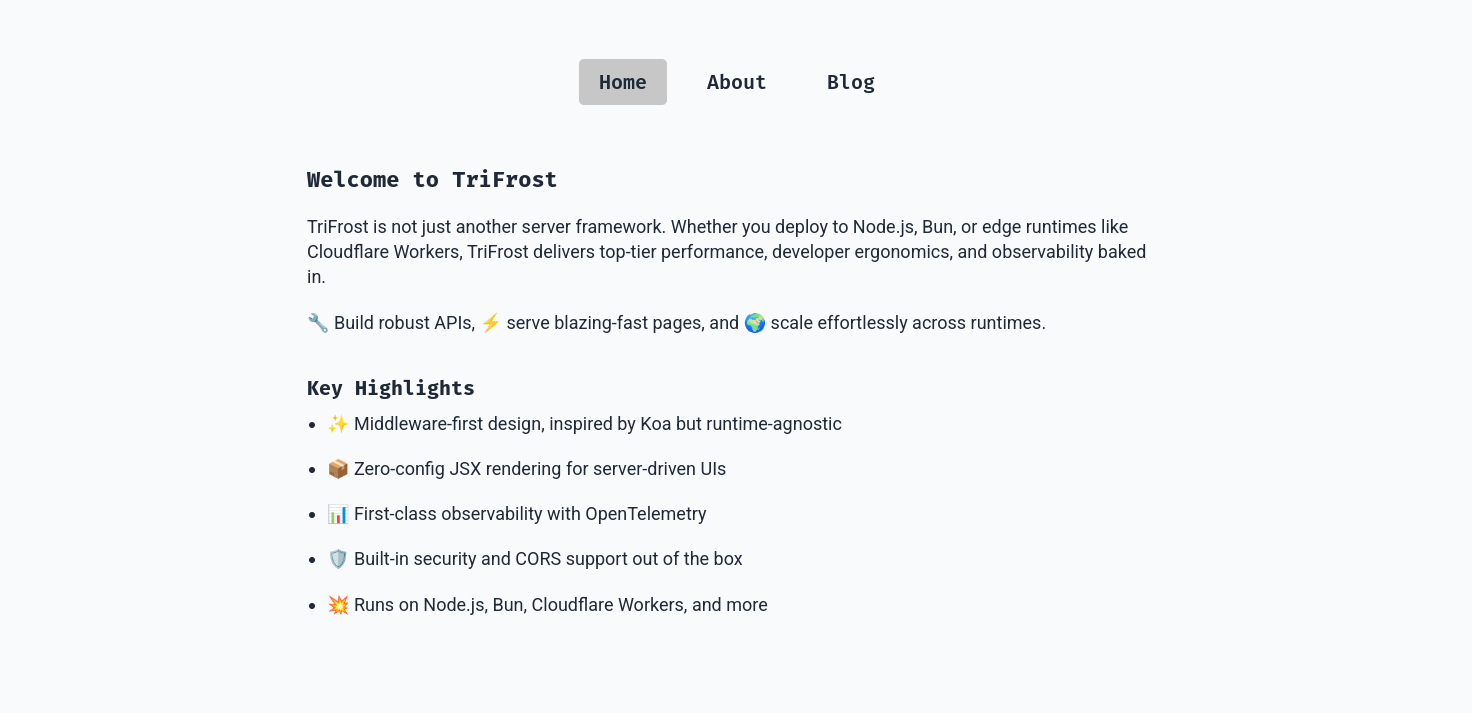 Home About Blog
Welcome to TriFrost
TriFrost is not just another server framework. Whether you deploy to Node.js, Bun, or edge runtimes like
Cloudflare Workers, TriFrost delivers top-tier performance, developer ergonomics, and observability baked
in.
🔧 Build robust APIs, ⚡ serve blazing-fast pages, and 🌍 scale effortlessly across runtimes.
Key Highlights
• ✨ Middleware-first design, inspired by Koa but runtime-agnostic
• 📦 Zero-config JSX rendering for server-driven UIs
• 📊 First-class observability with OpenTelemetry
• 🛡️ Built-in security and CORS support out of the box
• 💥 Runs on Node.js, Bun, Cloudflare Workers, and more